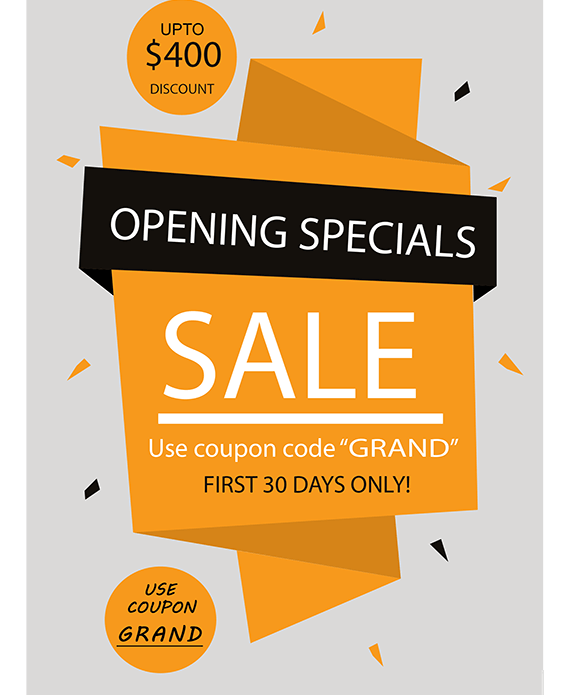 UPTO
$400
DISCOUNT
OPENING SPECIALS
SALE
Use coupon code “GRAND”
FIRST 30 DAYS ONLY!
USE
COUPON
GRAND